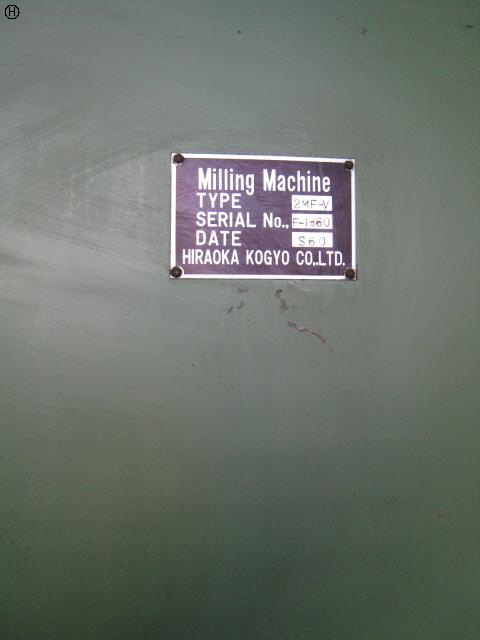 Ⓗ
Milling Machine
TYPE 2MF-V
SERIAL No., F-1360
DATE S60
HIRAOKA KOGYO CO.,LTD.